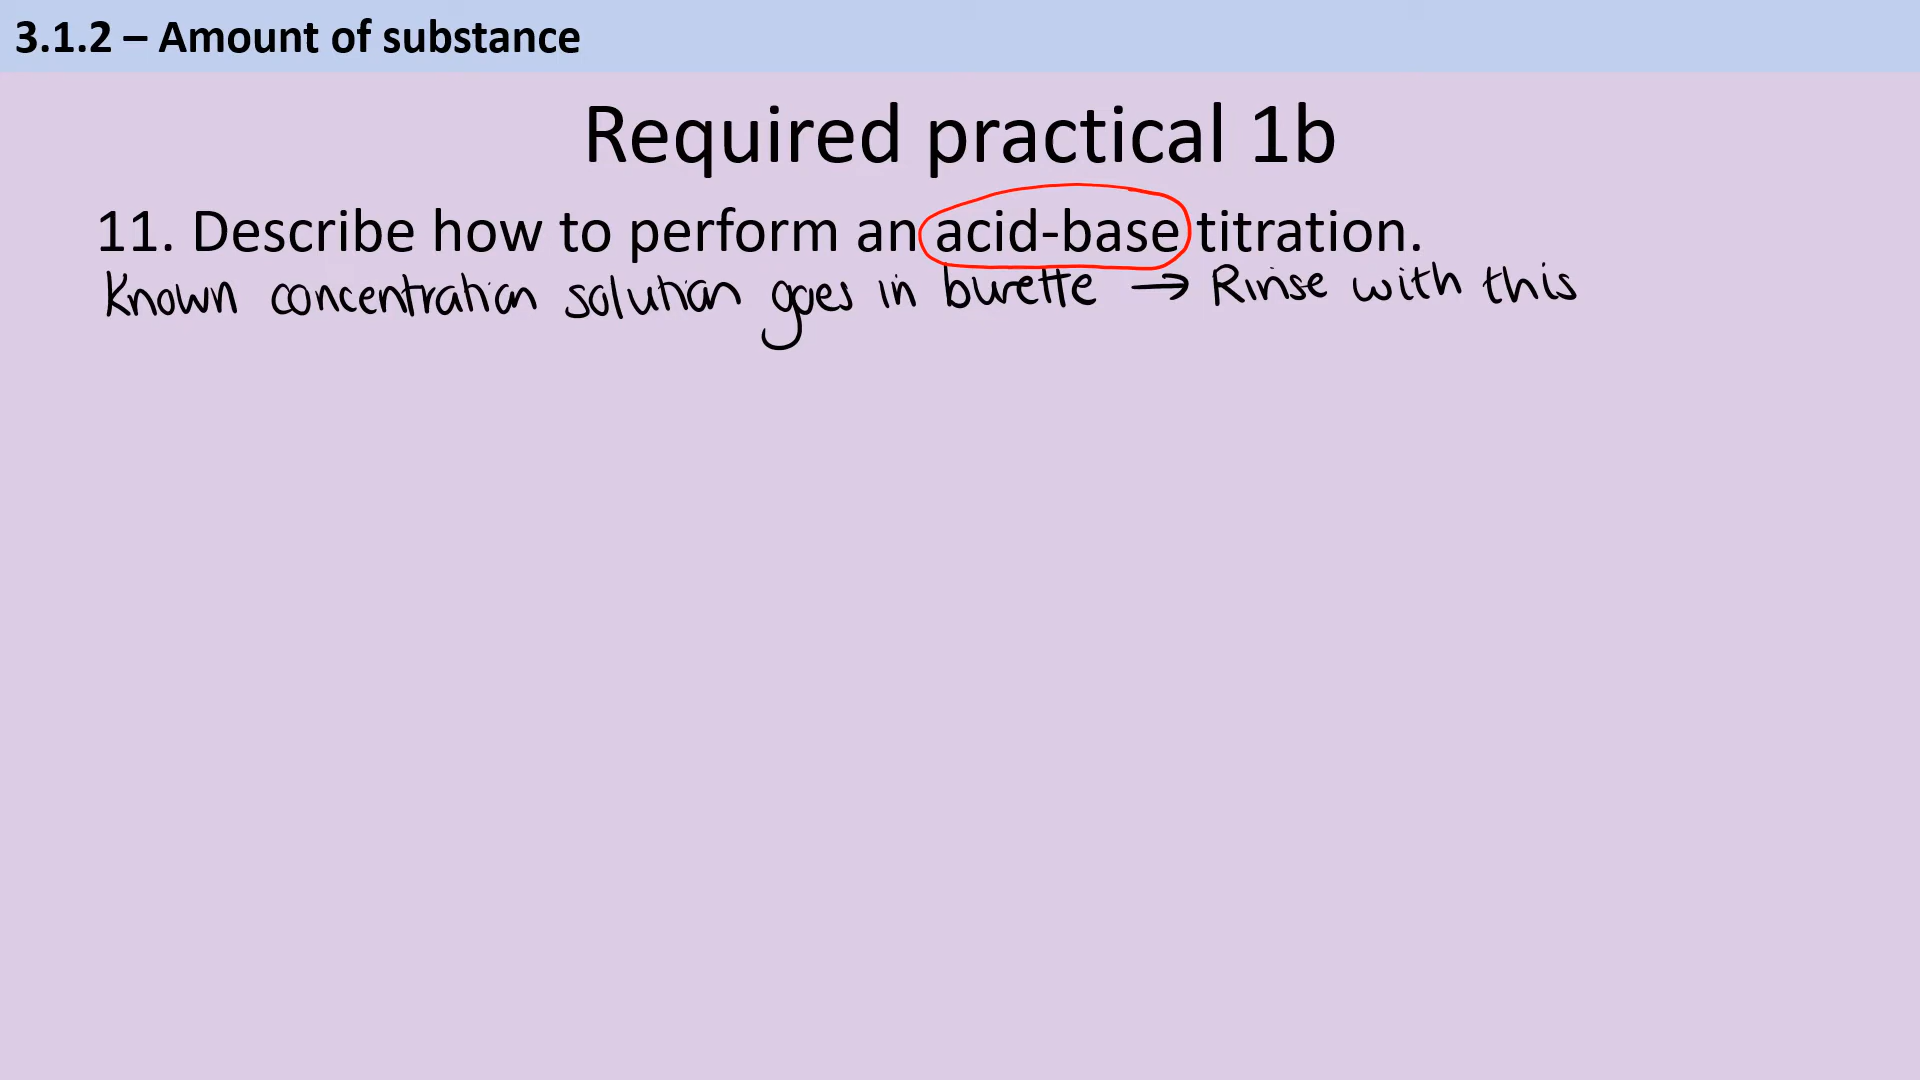 3.1.2 – Amount of substance
Required practical 1b
11. Describe how to perform an acid-base titration.
Known concentration solution goes in burette → Rinse with this